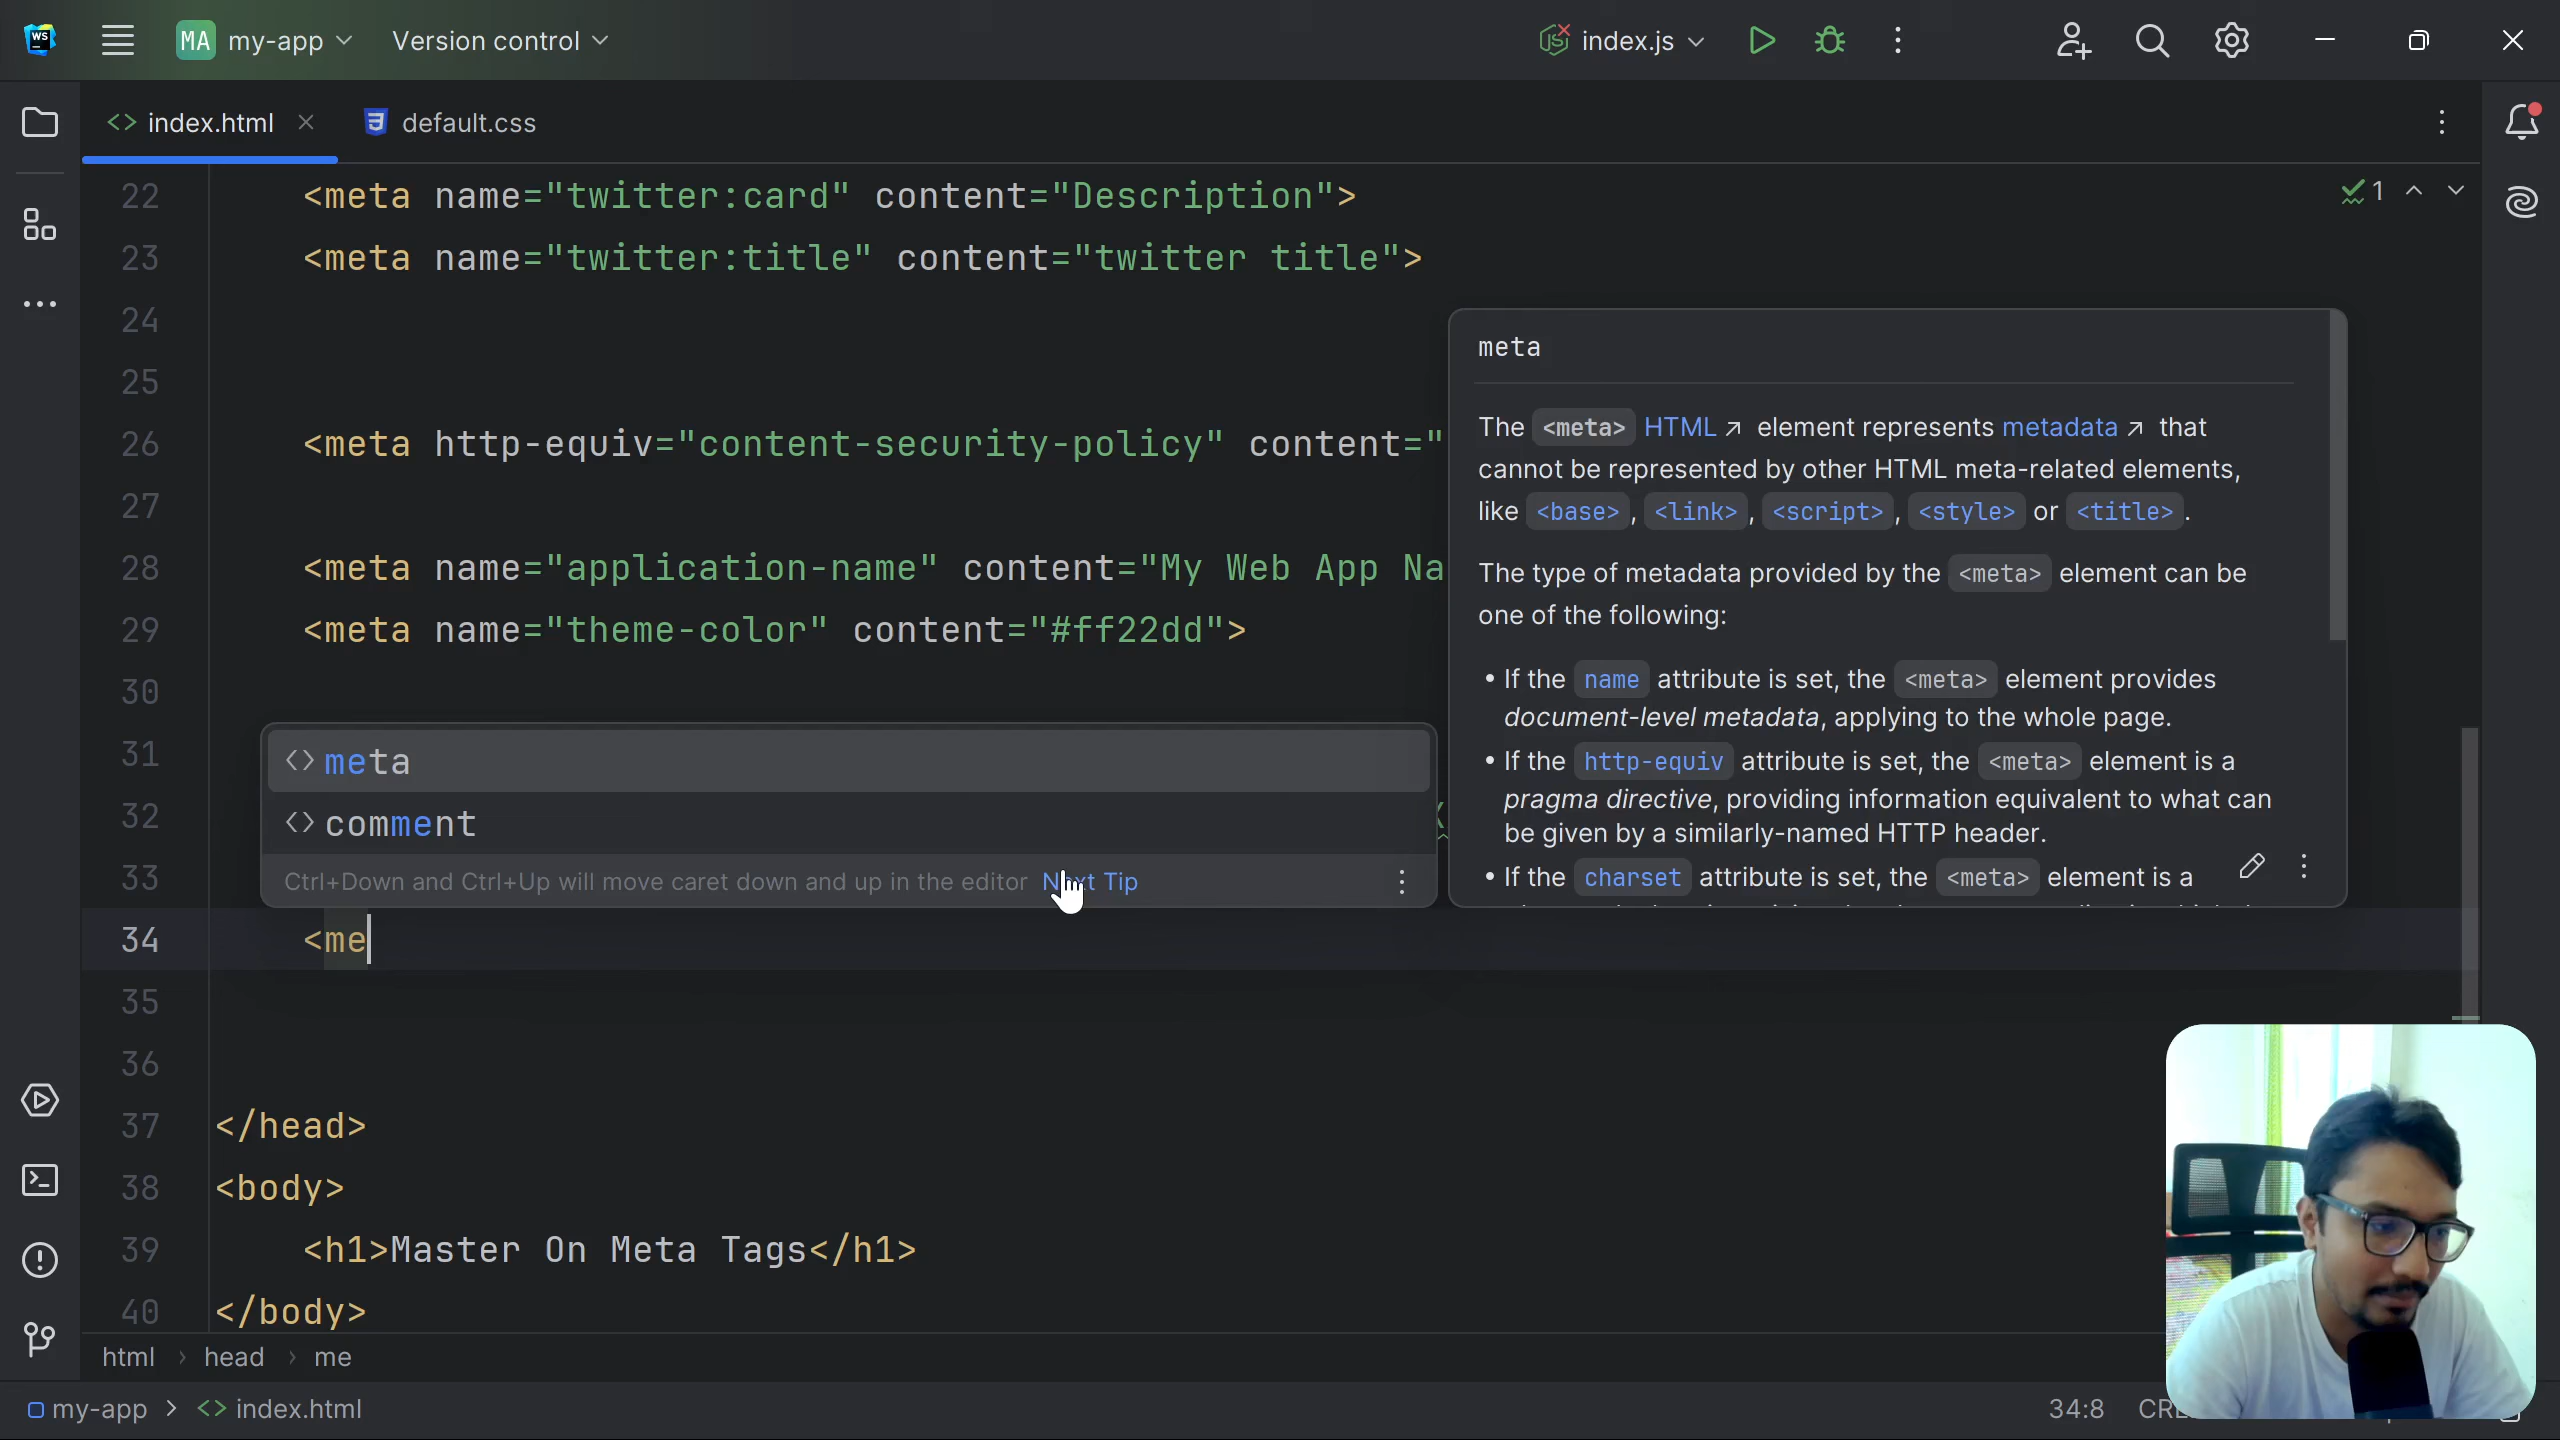 WS
MA my-app Version control index.js
index.html default.css
22 <meta name="twitter:card" content="Description"> 1
23 <meta name="twitter:title" content="twitter title">
24
25
26 <meta http-equiv="content-security-policy" content="
27
28 <meta name="application-name" content="My Web App Na
29 <meta name="theme-color" content="#ff22dd">
30
31
32
33
meta
comment
Ctrl+Down and Ctrl+Up will move caret down and up in the editor Next Tip
meta
The <meta> HTML ↗ element represents metadata ↗ that
cannot be represented by other HTML meta-related elements,
like <base>, <link>, <script>, <style> or <title>.
The type of metadata provided by the <meta> element can be
one of the following:
• If the name attribute is set, the <meta> element provides
document-level metadata, applying to the whole page.
• If the http-equiv attribute is set, the <meta> element is a
pragma directive, providing information equivalent to what can
be given by a similarly-named HTTP header.
• If the charset attribute is set, the <meta> element is a
34 <me
35
36
37 </head>
38 <body>
39 <h1>Master On Meta Tags</h1>
40 </body>
html › head › me
my-app > index.html 34:8